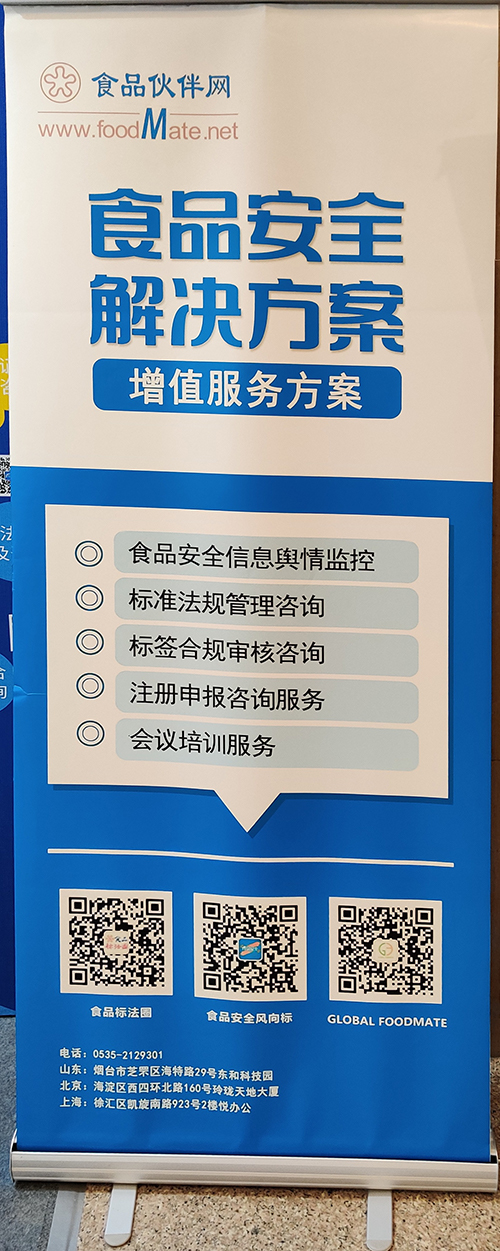 食品伙伴网
www.foodMate.net
食品安全
解决方案
增值服务方案
食品安全信息舆情监控
标准法规管理咨询
标签合规审核咨询
注册申报咨询服务
会议培训服务
食品标法圈
食品安全风向标
GLOBAL FOODMATE
电话：0535-2129301
山东：烟台市芝罘区海特路29号东和科技园
北京：海淀区西四环北路160号玲珑天地大厦
上海：徐汇区凯旋南路923号2楼悦办公